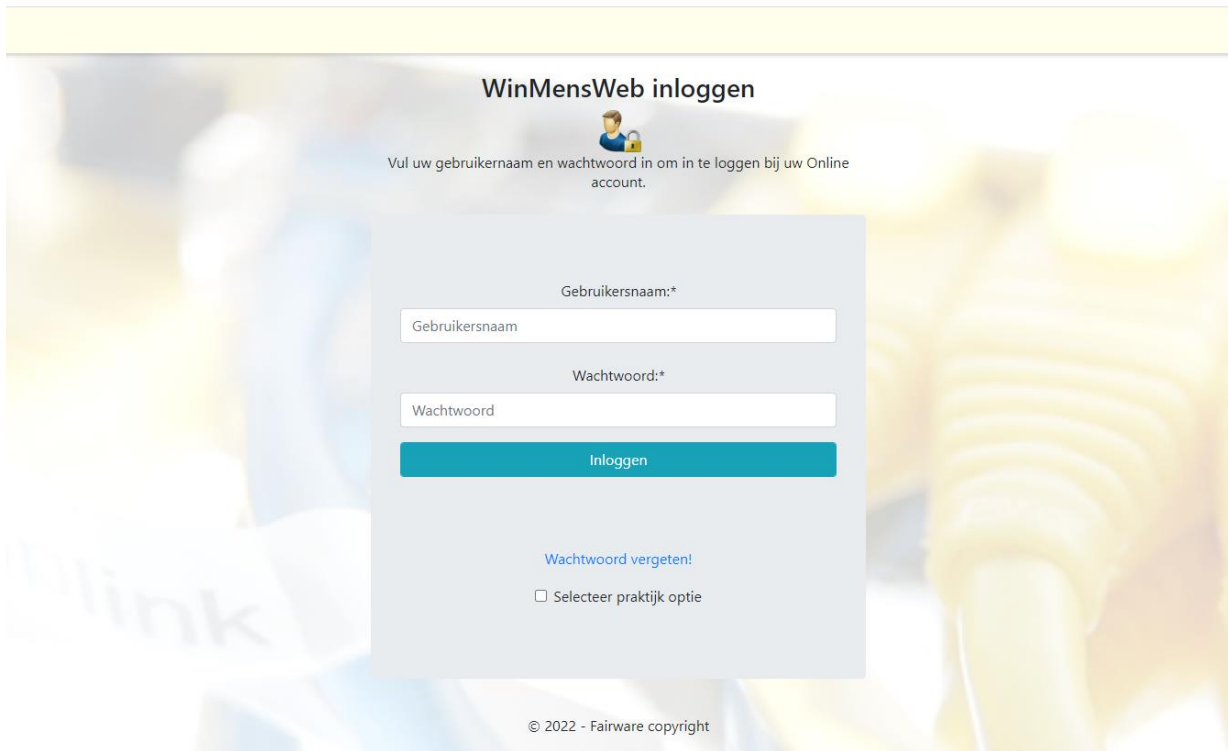 WinMensWeb inloggen
Vul uw gebruikernaam en wachtwoord in om in te loggen bij uw Online
account.
Gebruikersnaam:*
Gebruikersnaam
Wachtwoord:*
Wachtwoord
Inloggen
Wachtwoord vergeten!
Selecteer praktijk optie
link
© 2022 - Fairware copyright